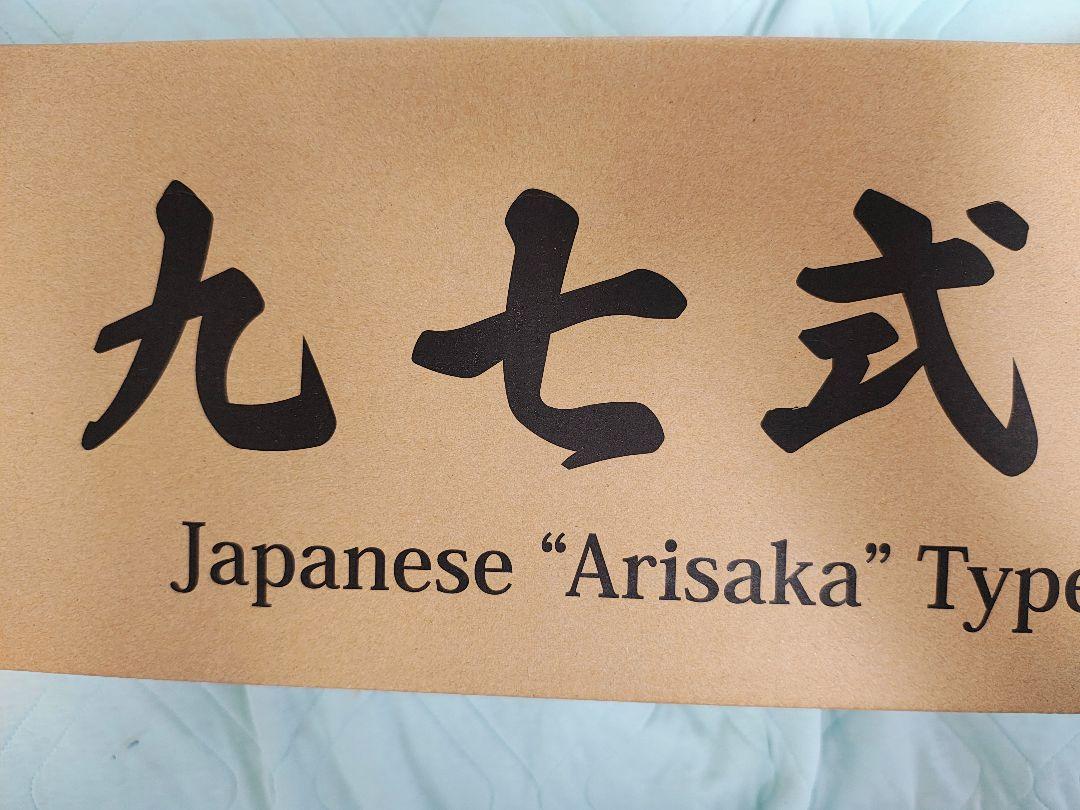 九七式
Japanese “Arisaka” Type